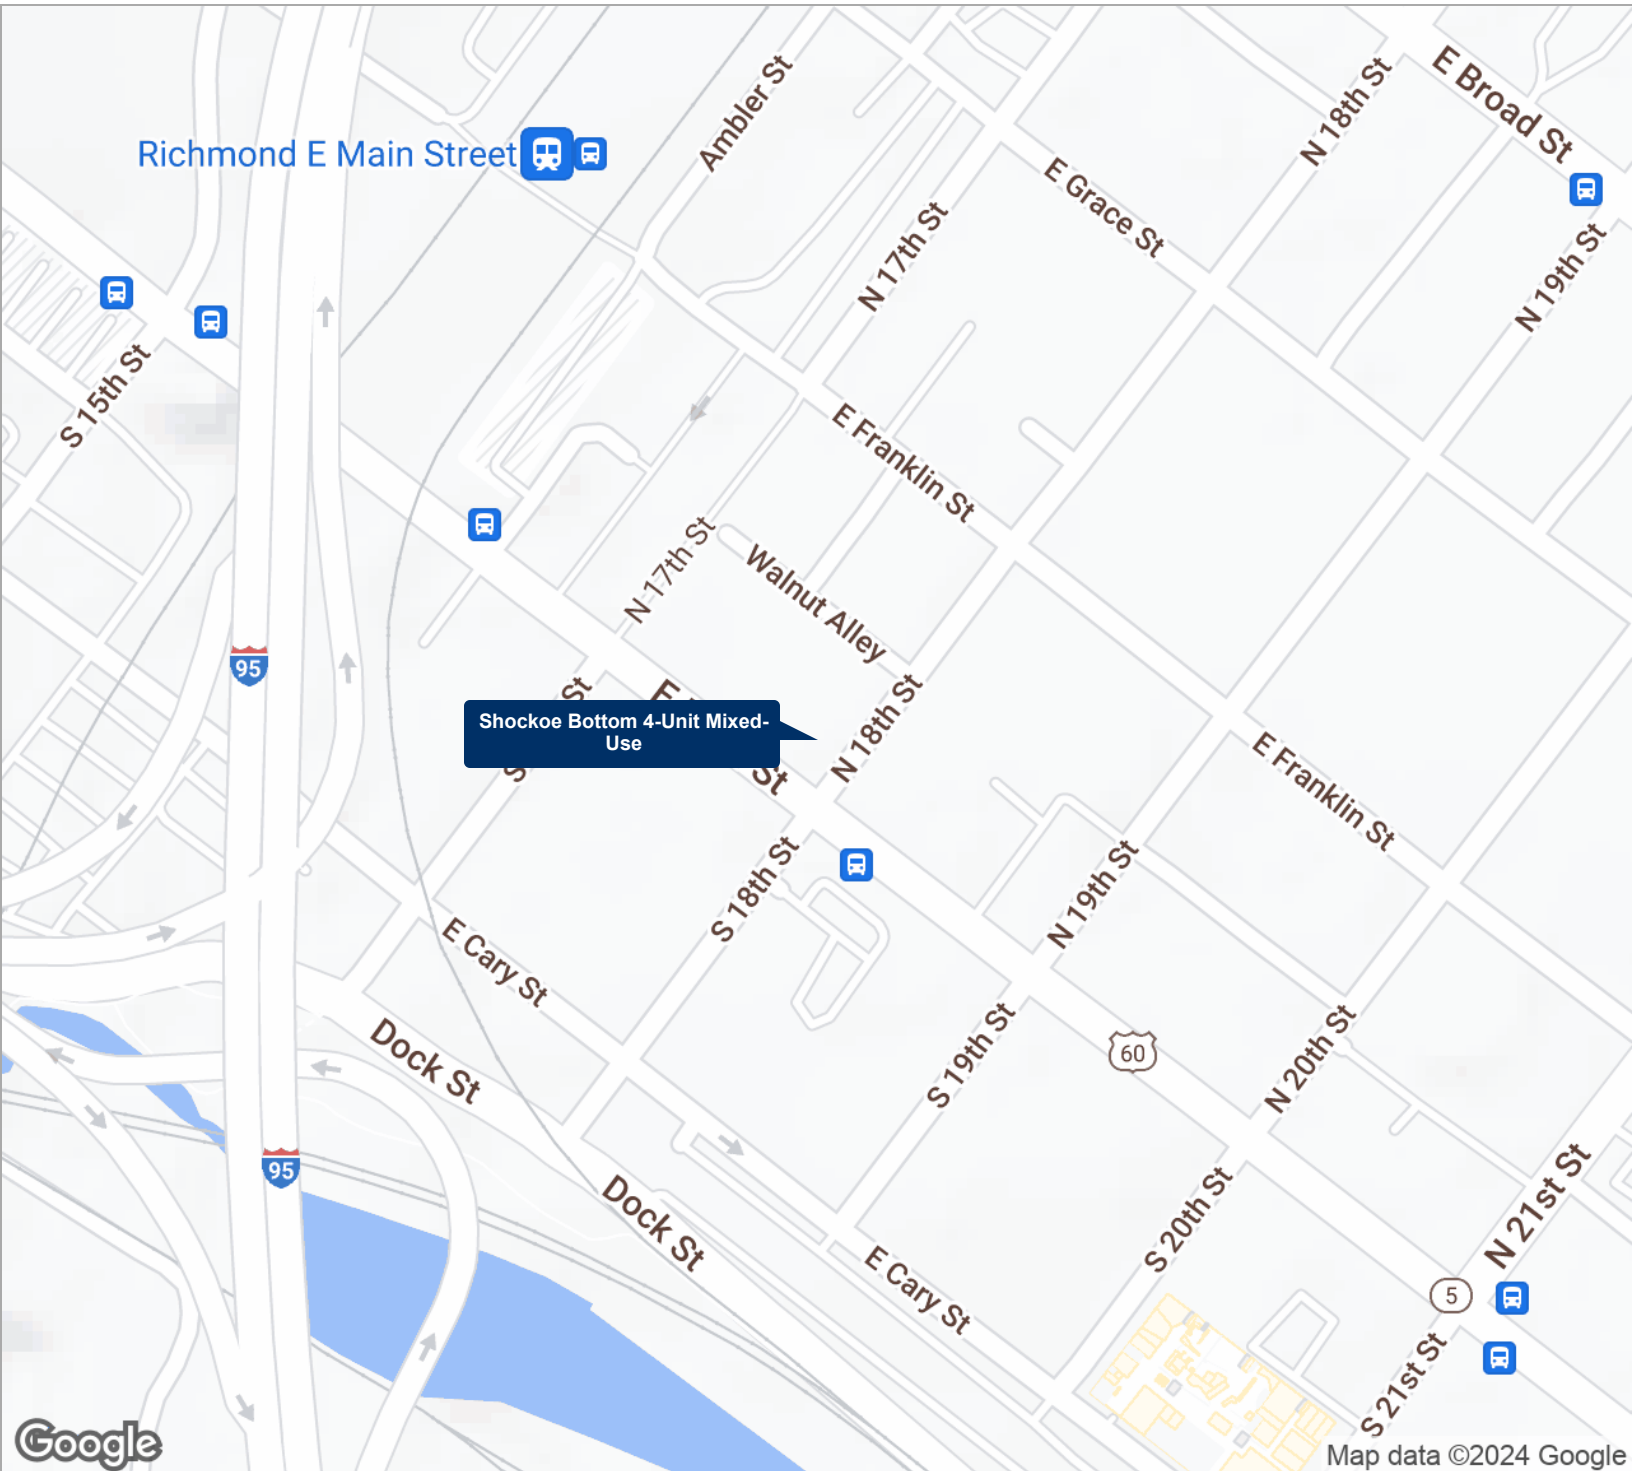 E Broad St
Ambler St
N 18th St
Richmond E Main Street
E Grace St
N 17th St
N 19th St
S 15th St
E Franklin St
N 17th St
Walnut Alley
95
St
E
Shockoe Bottom 4-Unit Mixed-
Use
S
St
N 18th St
E Franklin St
S 18th St
N 19th St
E Cary St
Dock St
S 19th St
60
N 20th St
95
Dock St
S 20th St
N 21st St
E Cary St
5
S 21st St
Google
Map data ©2024 Google